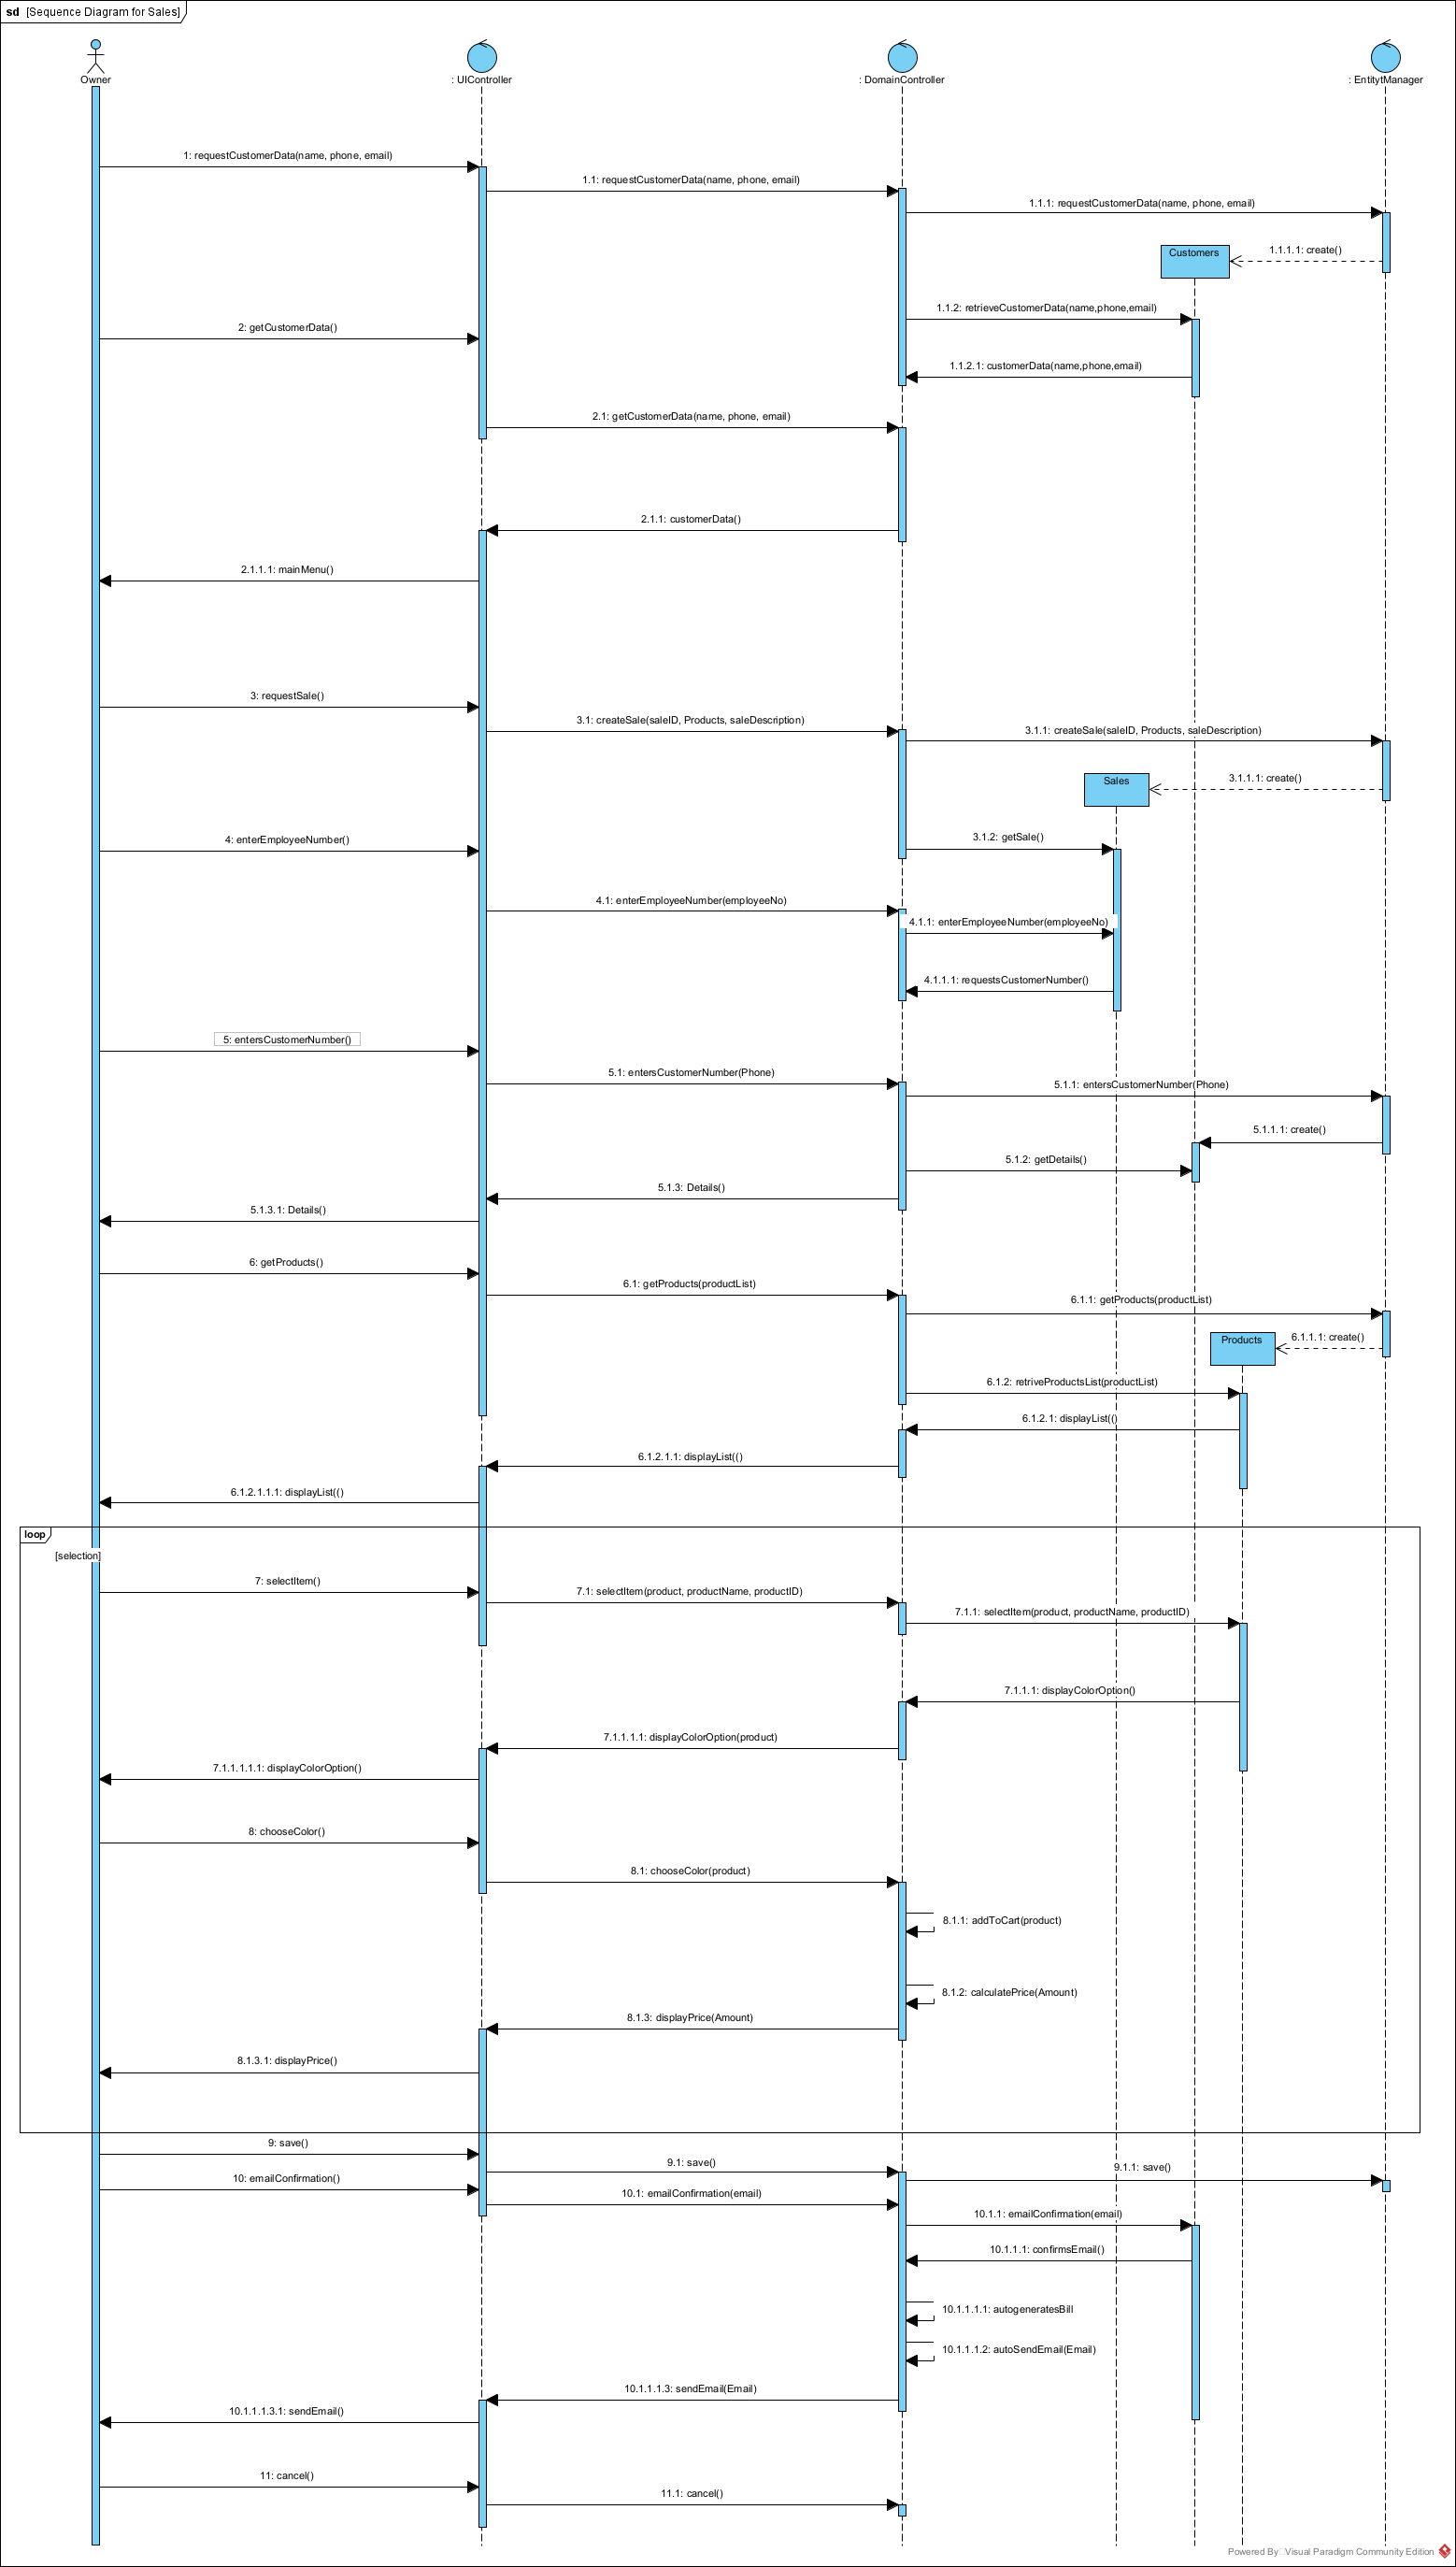 sd [Sequence Diagram for Sales]
Owner
: UIController
: DomainController
: EntitytManager
1: requestCustomerData(name, phone, email)
1.1: requestCustomerData(name, phone, email)
1.1.1: requestCustomerData(name, phone, email)
Customers
1.1.1.1: create()
1.1.2: retrieveCustomerData(name,phone,email)
2: getCustomerData()
1.1.2.1: customerData(name,phone,email)
2.1: getCustomerData(name, phone, email)
2.1.1: customerData()
2.1.1.1: mainMenu()
3: requestSale()
3.1: createSale(saleID, Products, saleDescription)
3.1.1: createSale(saleID, Products, saleDescription)
Sales
3.1.1.1: create()
4: enterEmployeeNumber()
3.1.2: getSale()
4.1: enterEmployeeNumber(employeeNo)
4.1.1: enterEmployeeNumber(employeeNo)
4.1.1.1: requestsCustomerNumber()
5: entersCustomerNumber()
5.1: entersCustomerNumber(Phone)
5.1.1: entersCustomerNumber(Phone)
5.1.1.1: create()
5.1.2: getDetails()
5.1.3: Details()
5.1.3.1: Details()
6: getProducts()
6.1: getProducts(productList)
6.1.1: getProducts(productList)
Products
6.1.1.1: create()
6.1.2: retriveProductsList(productList)
6.1.2.1: displayList(()
6.1.2.1.1: displayList(()
6.1.2.1.1.1: displayList(()
loop
[selection]
7: selectItem()
7.1: selectItem(product, productName, productID)
7.1.1: selectItem(product, productName, productID)
7.1.1.1: displayColorOption()
7.1.1.1.1: displayColorOption(product)
7.1.1.1.1.1: displayColorOption()
8: chooseColor()
8.1: chooseColor(product)
8.1.1: addToCart(product)
8.1.2: calculatePrice(Amount)
8.1.3: displayPrice(Amount)
8.1.3.1: displayPrice()
9: save()
9.1: save()
9.1.1: save()
10: emailConfirmation()
10.1: emailConfirmation(email)
10.1.1: emailConfirmation(email)
10.1.1.1: confirmsEmail()
10.1.1.1.1: autogeneratesBill
10.1.1.1.2: autoSendEmail(Email)
10.1.1.1.3: sendEmail(Email)
10.1.1.1.3.1: sendEmail()
11: cancel()
11.1: cancel()
Powered By Visual Paradigm Community Edition